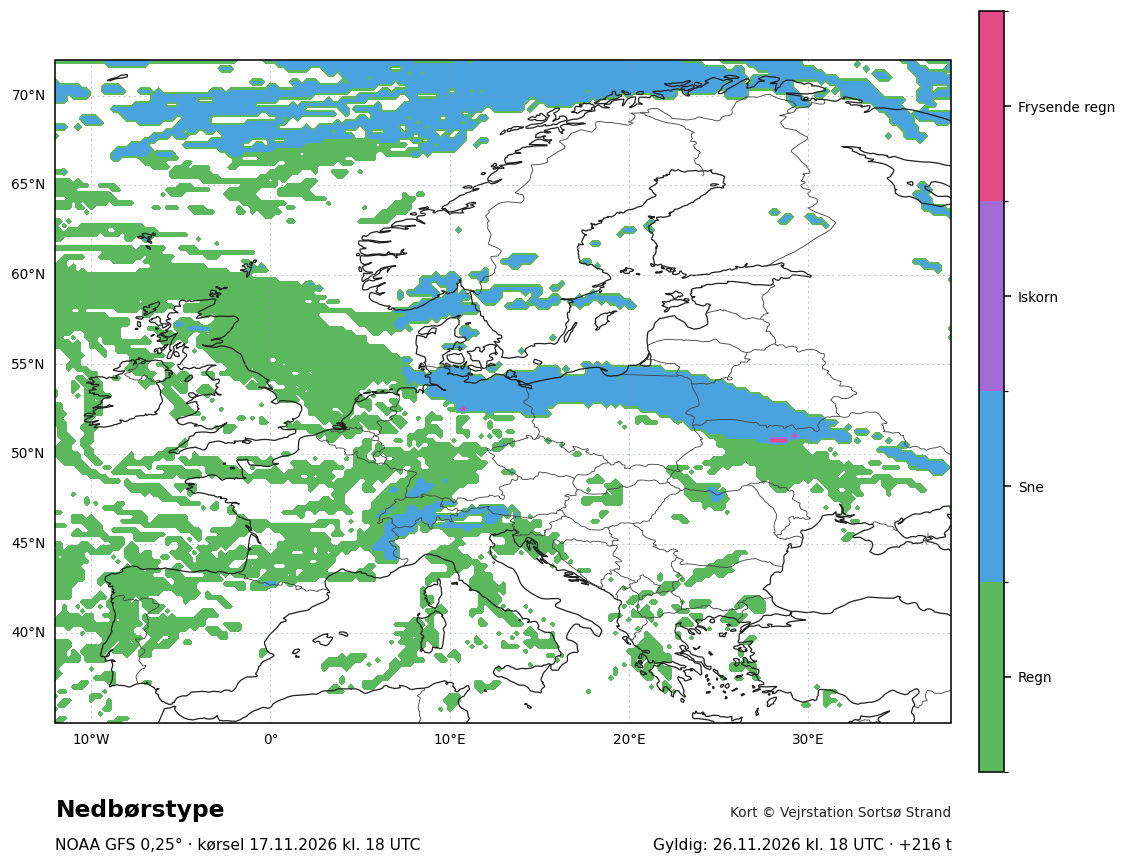 Frysende regn
Iskorn
Sne
Regn
70°N
65°N
60°N
55°N
50°N
45°N
40°N
10°W
0°
10°E
20°E
30°E
Nedbørstype
Kort © Vejrstation Sortsø Strand
NOAA GFS 0,25° · kørsel 17.11.2026 kl. 18 UTC
Gyldig: 26.11.2026 kl. 18 UTC · +216 t